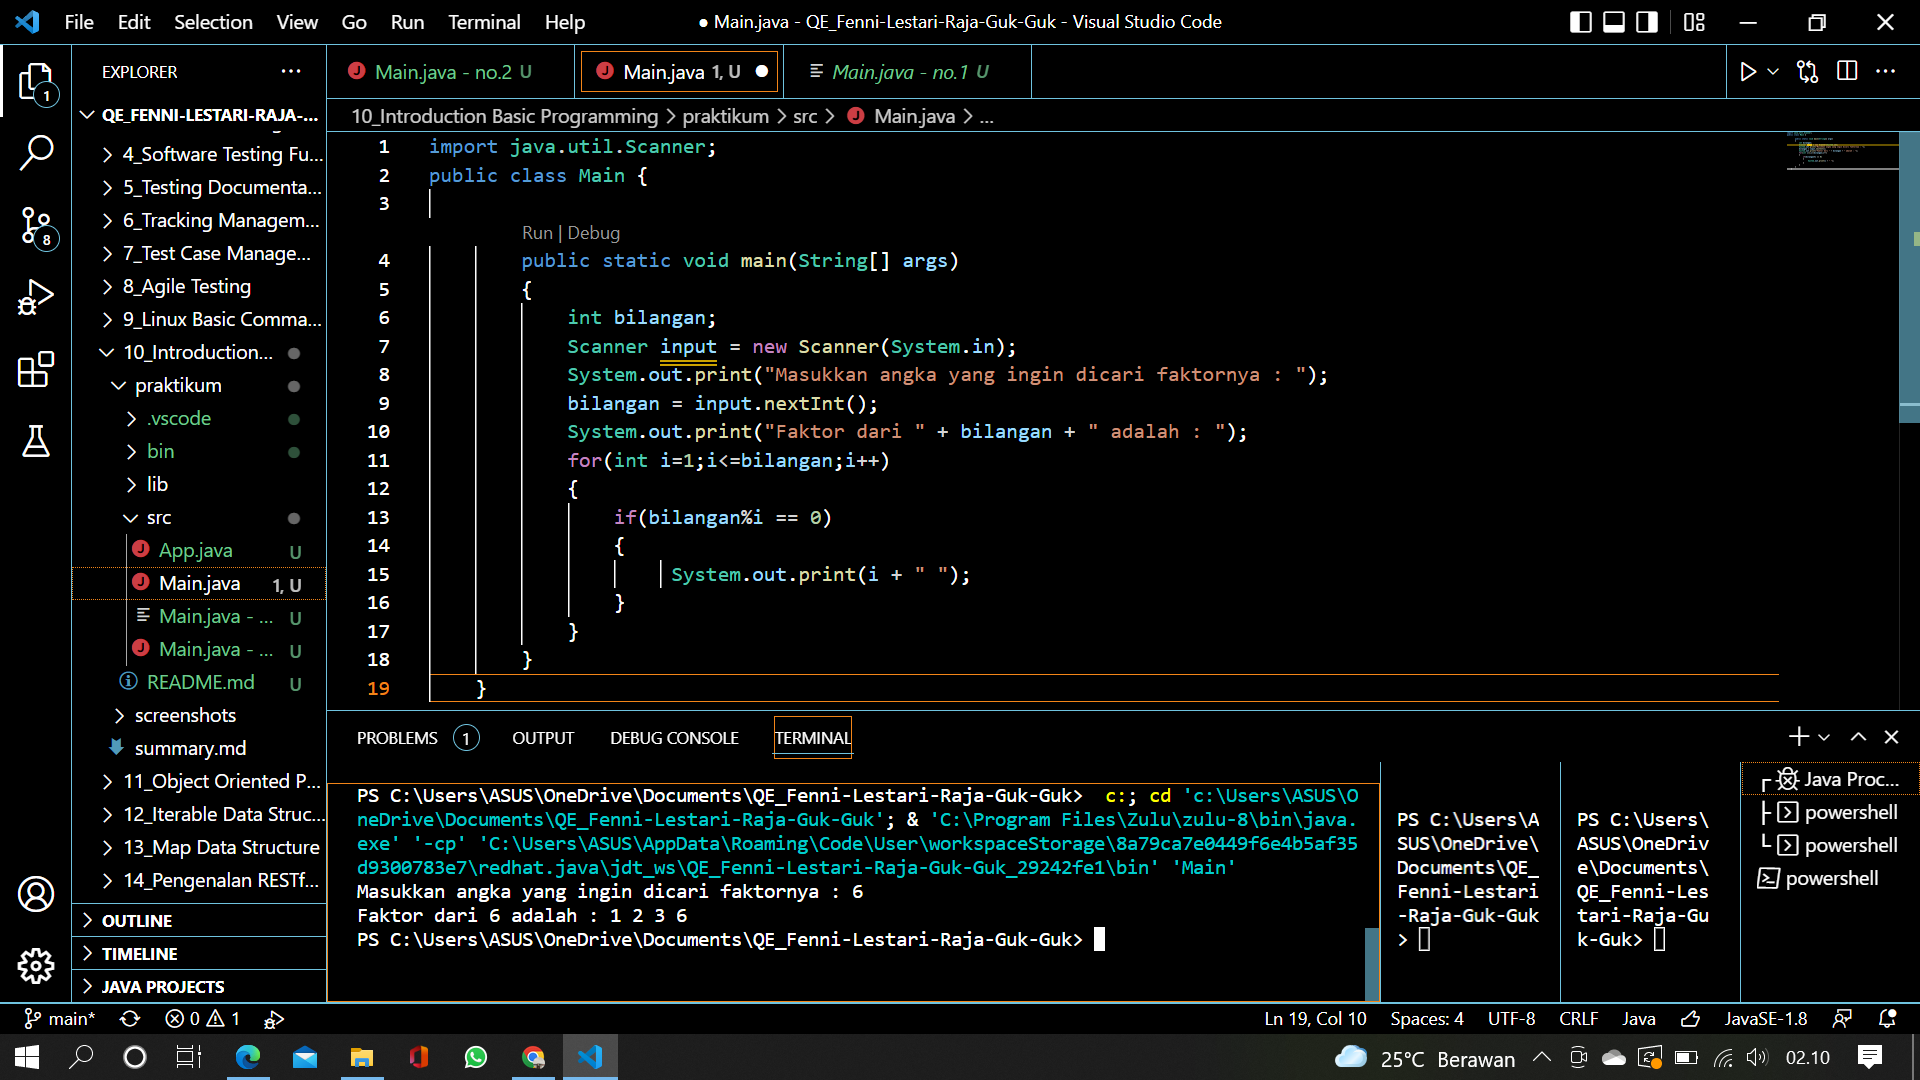 File Edit Selection View Go Run Terminal Help
● Main.java - QE_Fenni-Lestari-Raja-Guk-Guk - Visual Studio Code
EXPLORER ...
Main.java - no.2 U
Main.java 1, U ●
Main.java - no.1 U
1
8
QE_FENNI-LESTARI-RAJA-...
4_Software Testing Fu...
5_Testing Documenta...
6_Tracking Managem...
7_Test Case Manage...
8_Agile Testing
9_Linux Basic Comma...
10_Introduction...
praktikum
.vscode
bin
lib
src
App.java U
Main.java 1, U
Main.java - ... U
Main.java - ... U
README.md U
screenshots
summary.md
11_Object Oriented P...
12_Iterable Data Struc...
13_Map Data Structure
14_Pengenalan RESTf...
OUTLINE
TIMELINE
JAVA PROJECTS
10_Introduction Basic Programming > praktikum > src > Main.java > ...
1 import java.util.Scanner;
2 public class Main {
3
Run | Debug
4 public static void main(String[] args)
5 {
6 int bilangan;
7 Scanner input = new Scanner(System.in);
8 System.out.print("Masukkan angka yang ingin dicari faktornya : ");
9 bilangan = input.nextInt();
10 System.out.print("Faktor dari " + bilangan + " adalah : ");
11 for(int i=1;i<=bilangan;i++)
12 {
13 if(bilangan%i == 0)
14 {
15 System.out.print(i + " ");
16 }
17 }
18 }
19 }
PROBLEMS 1 OUTPUT DEBUG CONSOLE TERMINAL
PS C:\Users\ASUS\OneDrive\Documents\QE_Fenni-Lestari-Raja-Guk-Guk>  c:; cd 'c:\Users\ASUS\O
neDrive\Documents\QE_Fenni-Lestari-Raja-Guk-Guk'; & 'C:\Program Files\Zulu\zulu-8\bin\java.
exe' '-cp' 'C:\Users\ASUS\AppData\Roaming\Code\User\workspaceStorage\8a79ca7e0449f6e4b5af35
d9300783e7\redhat.java\jdt_ws\QE_Fenni-Lestari-Raja-Guk-Guk_29242fe1\bin' 'Main'
Masukkan angka yang ingin dicari faktornya : 6
Faktor dari 6 adalah : 1 2 3 6
PS C:\Users\ASUS\OneDrive\Documents\QE_Fenni-Lestari-Raja-Guk-Guk>
PS C:\Users\A
SUS\OneDrive\
Documents\QE_
Fenni-Lestari
-Raja-Guk-Guk
>
PS C:\Users\
ASUS\OneDriv
e\Documents\
QE_Fenni-Les
tari-Raja-Gu
k-Guk>
Java Proc...
powershell
powershell
powershell
main* 0 1
Ln 19, Col 10 Spaces: 4 UTF-8 CRLF Java JavaSE-1.8
25°C Berawan 02.10